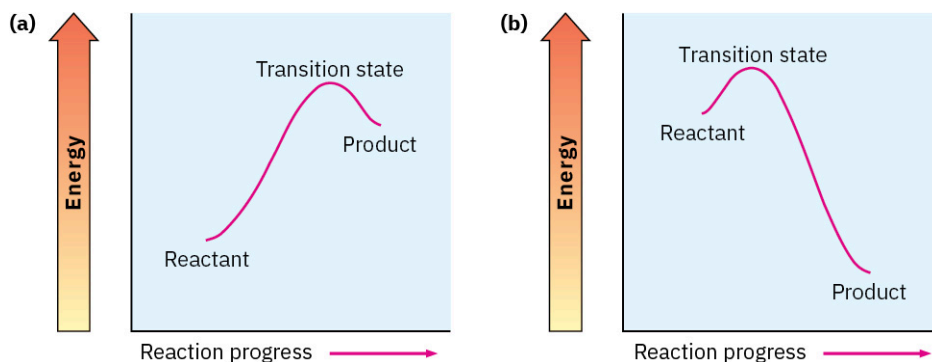 (a)
Energy
Transition state
Product
Reactant
Reaction progress
(b)
Energy
Transition state
Reactant
Product
Reaction progress